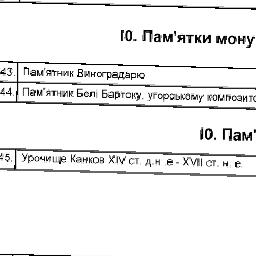 10. Пам'ятки мону
43. Пам'ятник Виноградарю
44. Пам'ятник Белі Бартоку, угорському композито
10. Пам'
45. Урочище Канков XIV ст. д.н.е - XVII ст. н. е.